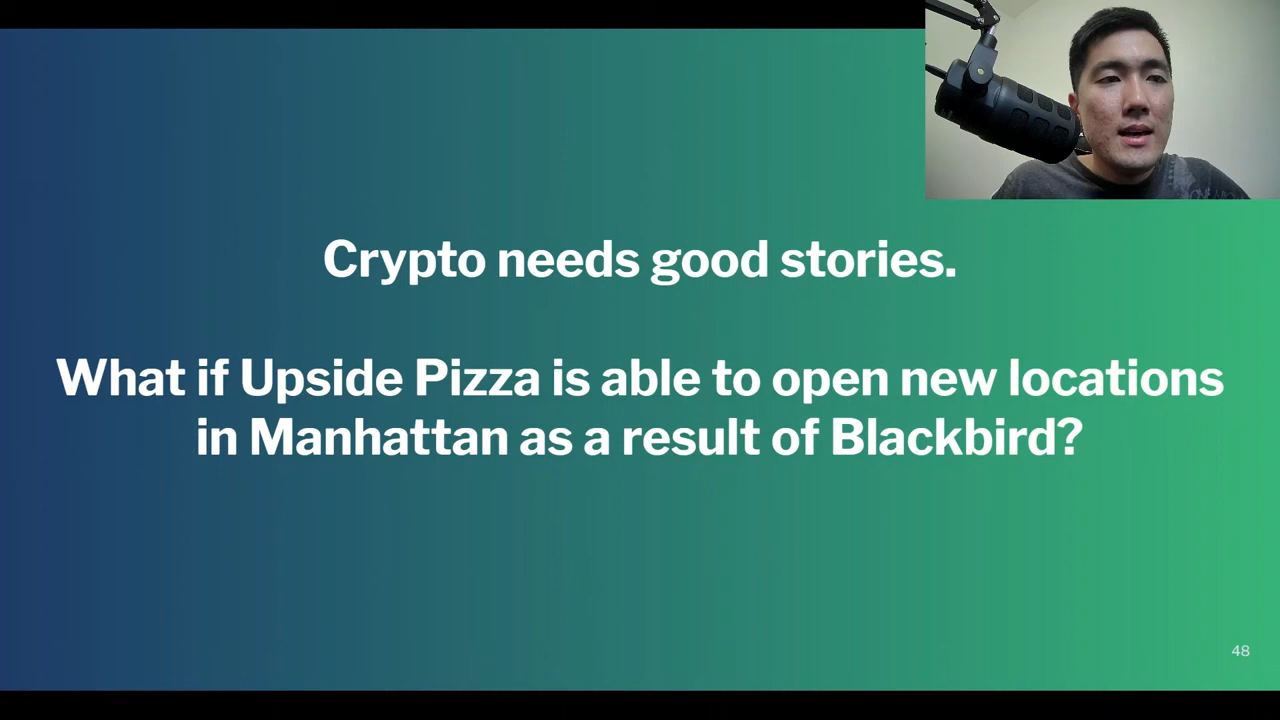 Crypto needs good stories.
What if Upside Pizza is able to open new locations
in Manhattan as a result of Blackbird?
48